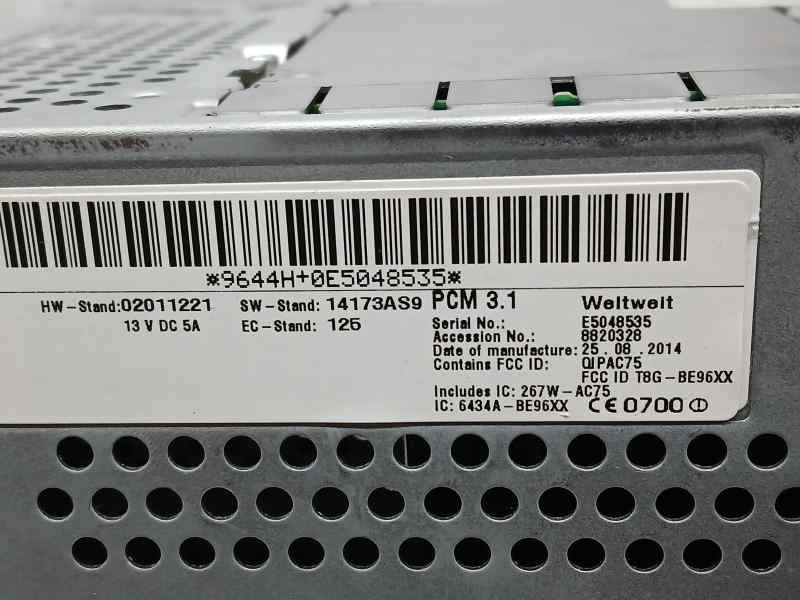 *9644H+0E5048535*
HW-Stand:02011221 SW-Stand: 14173AS9 PCM 3.1 Weltweit
13 V DC 5A EC-Stand: 125
Serial No.: E5048535
Accession No.: 8820328
Date of manufacture: 25.08.2014
Contains FCC ID: QIPAC75
FCC ID T8G-BE96XX
Includes IC: 267W-AC75
IC: 6434A-BE96XX CE0700!